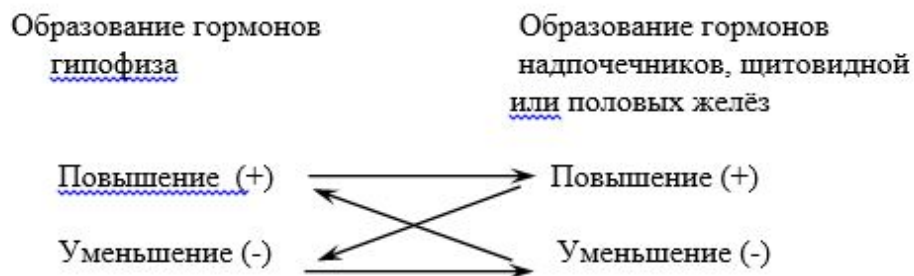 Образование гормонов
гипофиза
Образование гормонов
надпочечников, щитовидной
или половых желёз
Повышение (+)
Повышение (+)
Уменьшение (-)
Уменьшение (-)